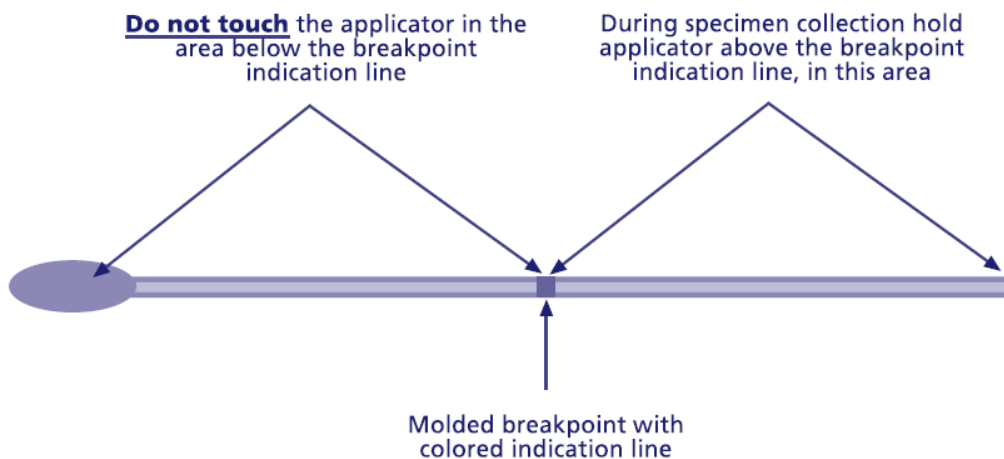 Do not touch the applicator in the
area below the breakpoint
indication line
During specimen collection hold
applicator above the breakpoint
indication line, in this area
Molded breakpoint with
colored indication line